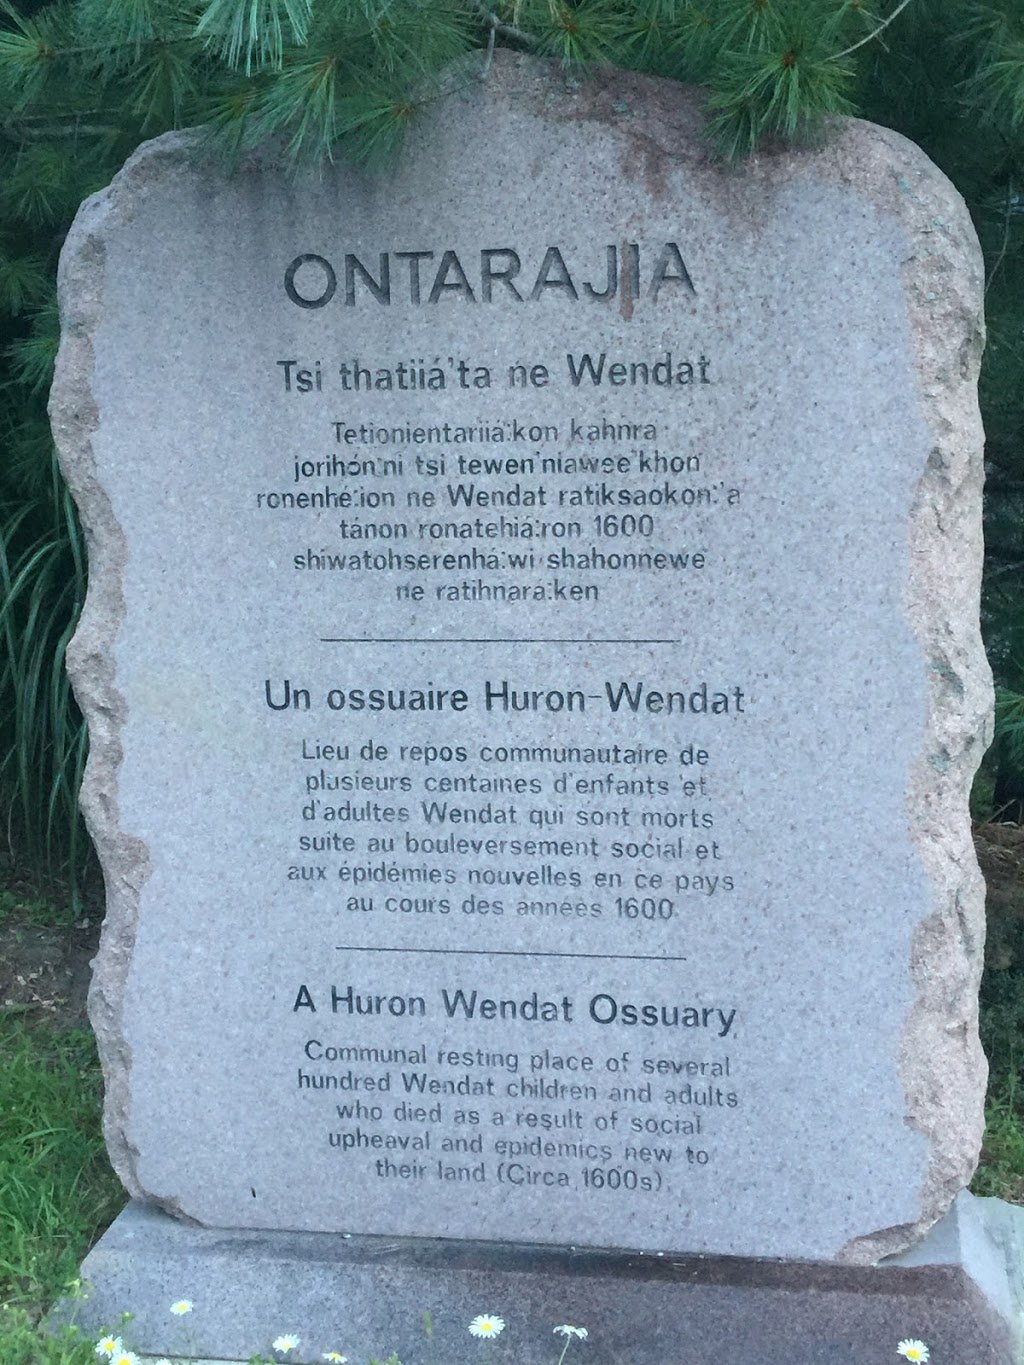 ONTARAJIA
Tsi thatiiá'ta ne Wendat
Tetionientariiá:kon kahnra
jorihón'ni tsi tewen'niawee'khon
ronenhé:ion ne Wendat ratiksaokon:'a
tánon ronatehiá:ron 1600
shiwatohserenhá:wi shahonnewe
ne ratihnará:ken
Un ossuaire Huron-Wendat
Lieu de repos communautaire de
plusieurs centaines d'enfants et
d'adultes Wendat qui sont morts
suite au bouleversement social et
aux épidémies nouvelles en ce pays
au cours des années 1600
A Huron Wendat Ossuary
Communal resting place of several
hundred Wendat children and adults
who died as a result of social
upheaval and epidemics new to
their land (Circa 1600s).